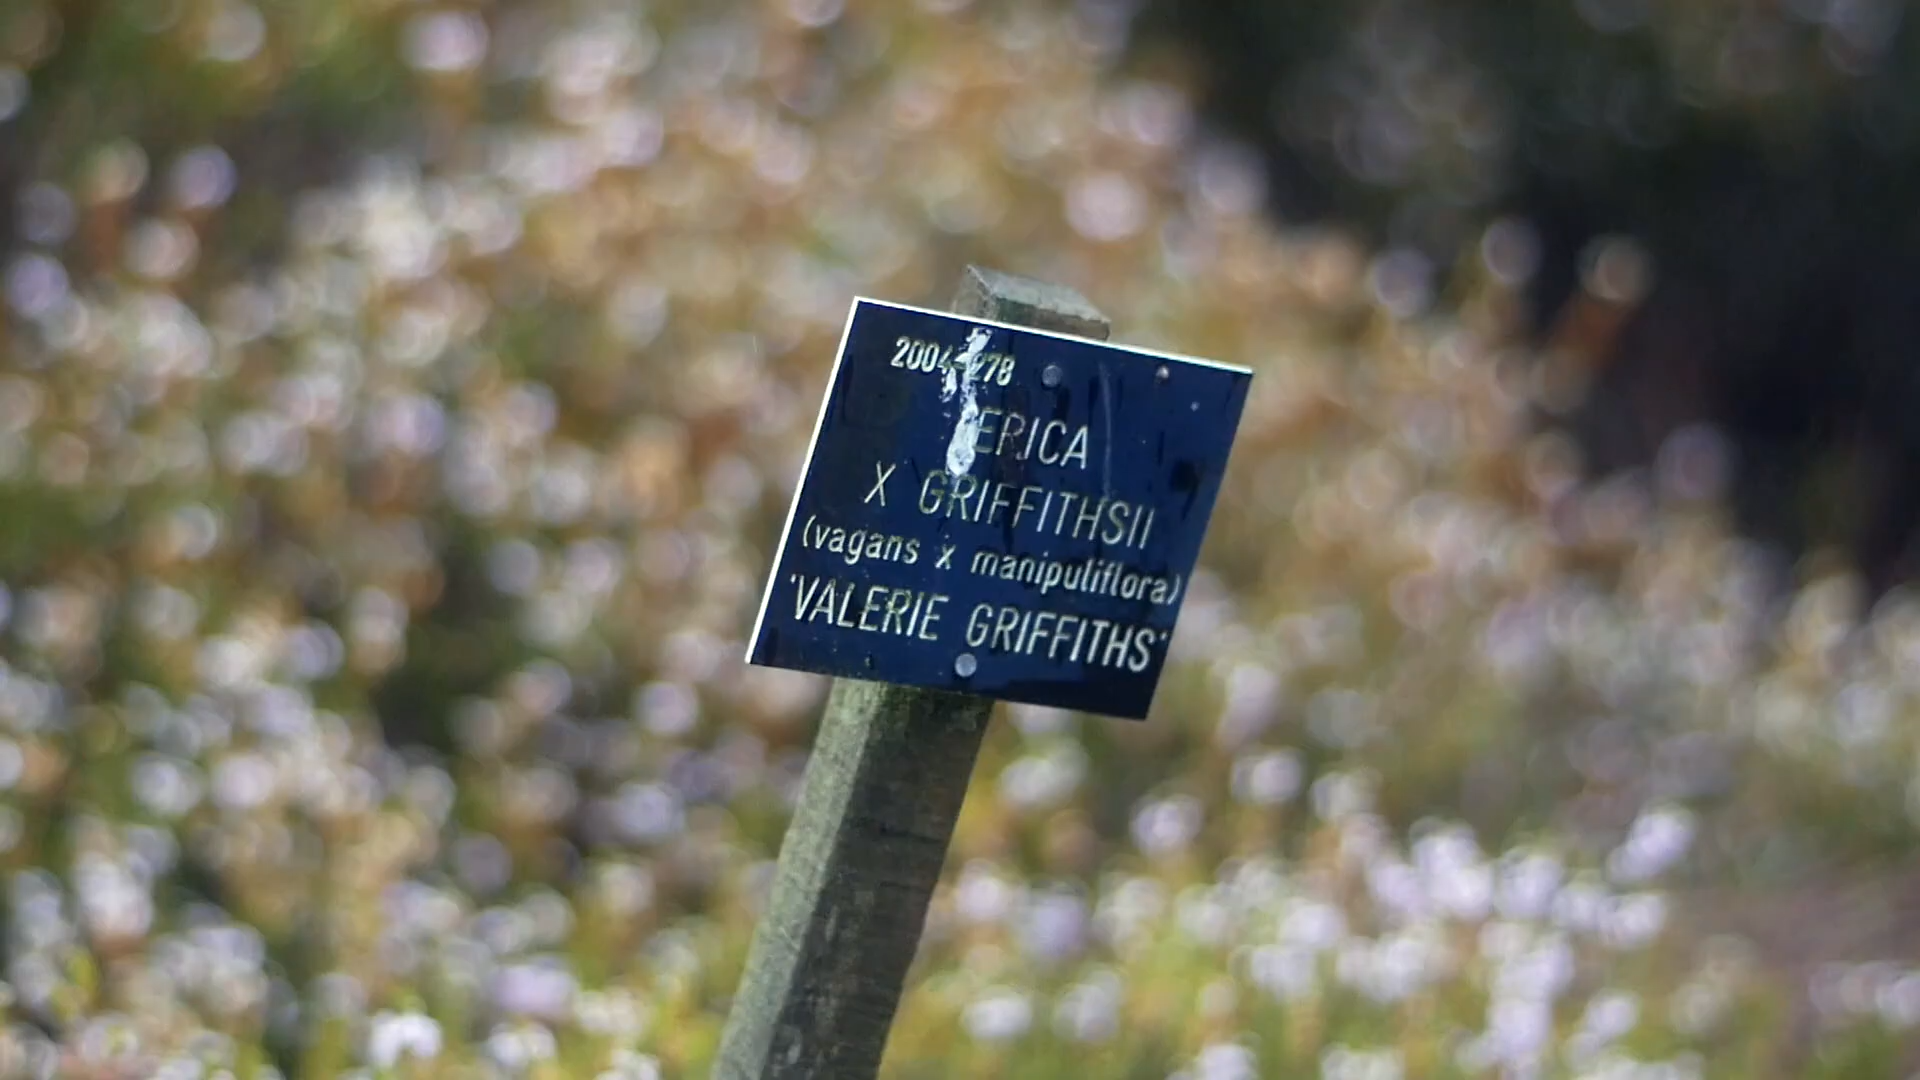 2004-278
ERICA
X GRIFFITHSII
(vagans x manipuliflora)
'VALERIE GRIFFITHS'